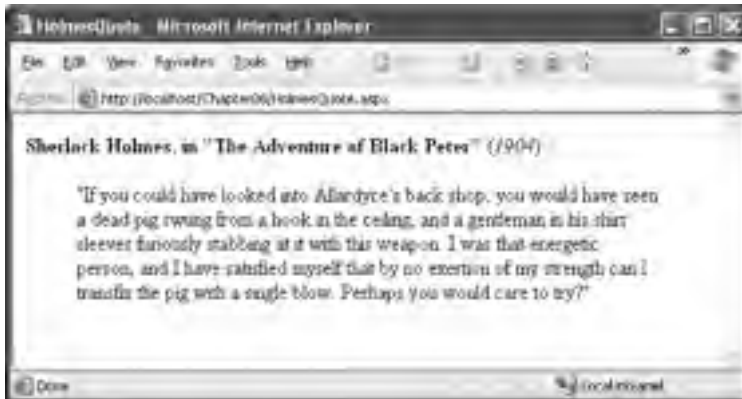 HolmesQuote - Microsoft Internet Explorer
File Edit View Favorites Tools Help
http://localhost/Chapter06/HolmesQuote.aspx
Sherlock Holmes, in "The Adventure of Black Peter" (1904)
"If you could have looked into Allardyce's back shop, you would have seen
a dead pig swung from a hook in the ceiling, and a gentleman in his shirt
sleeves furiously stabbing at it with this weapon. I was that energetic
person, and I have satisfied myself that by no exertion of my strength can I
transfix the pig with a single blow. Perhaps you would care to try?"
Done
Local intranet